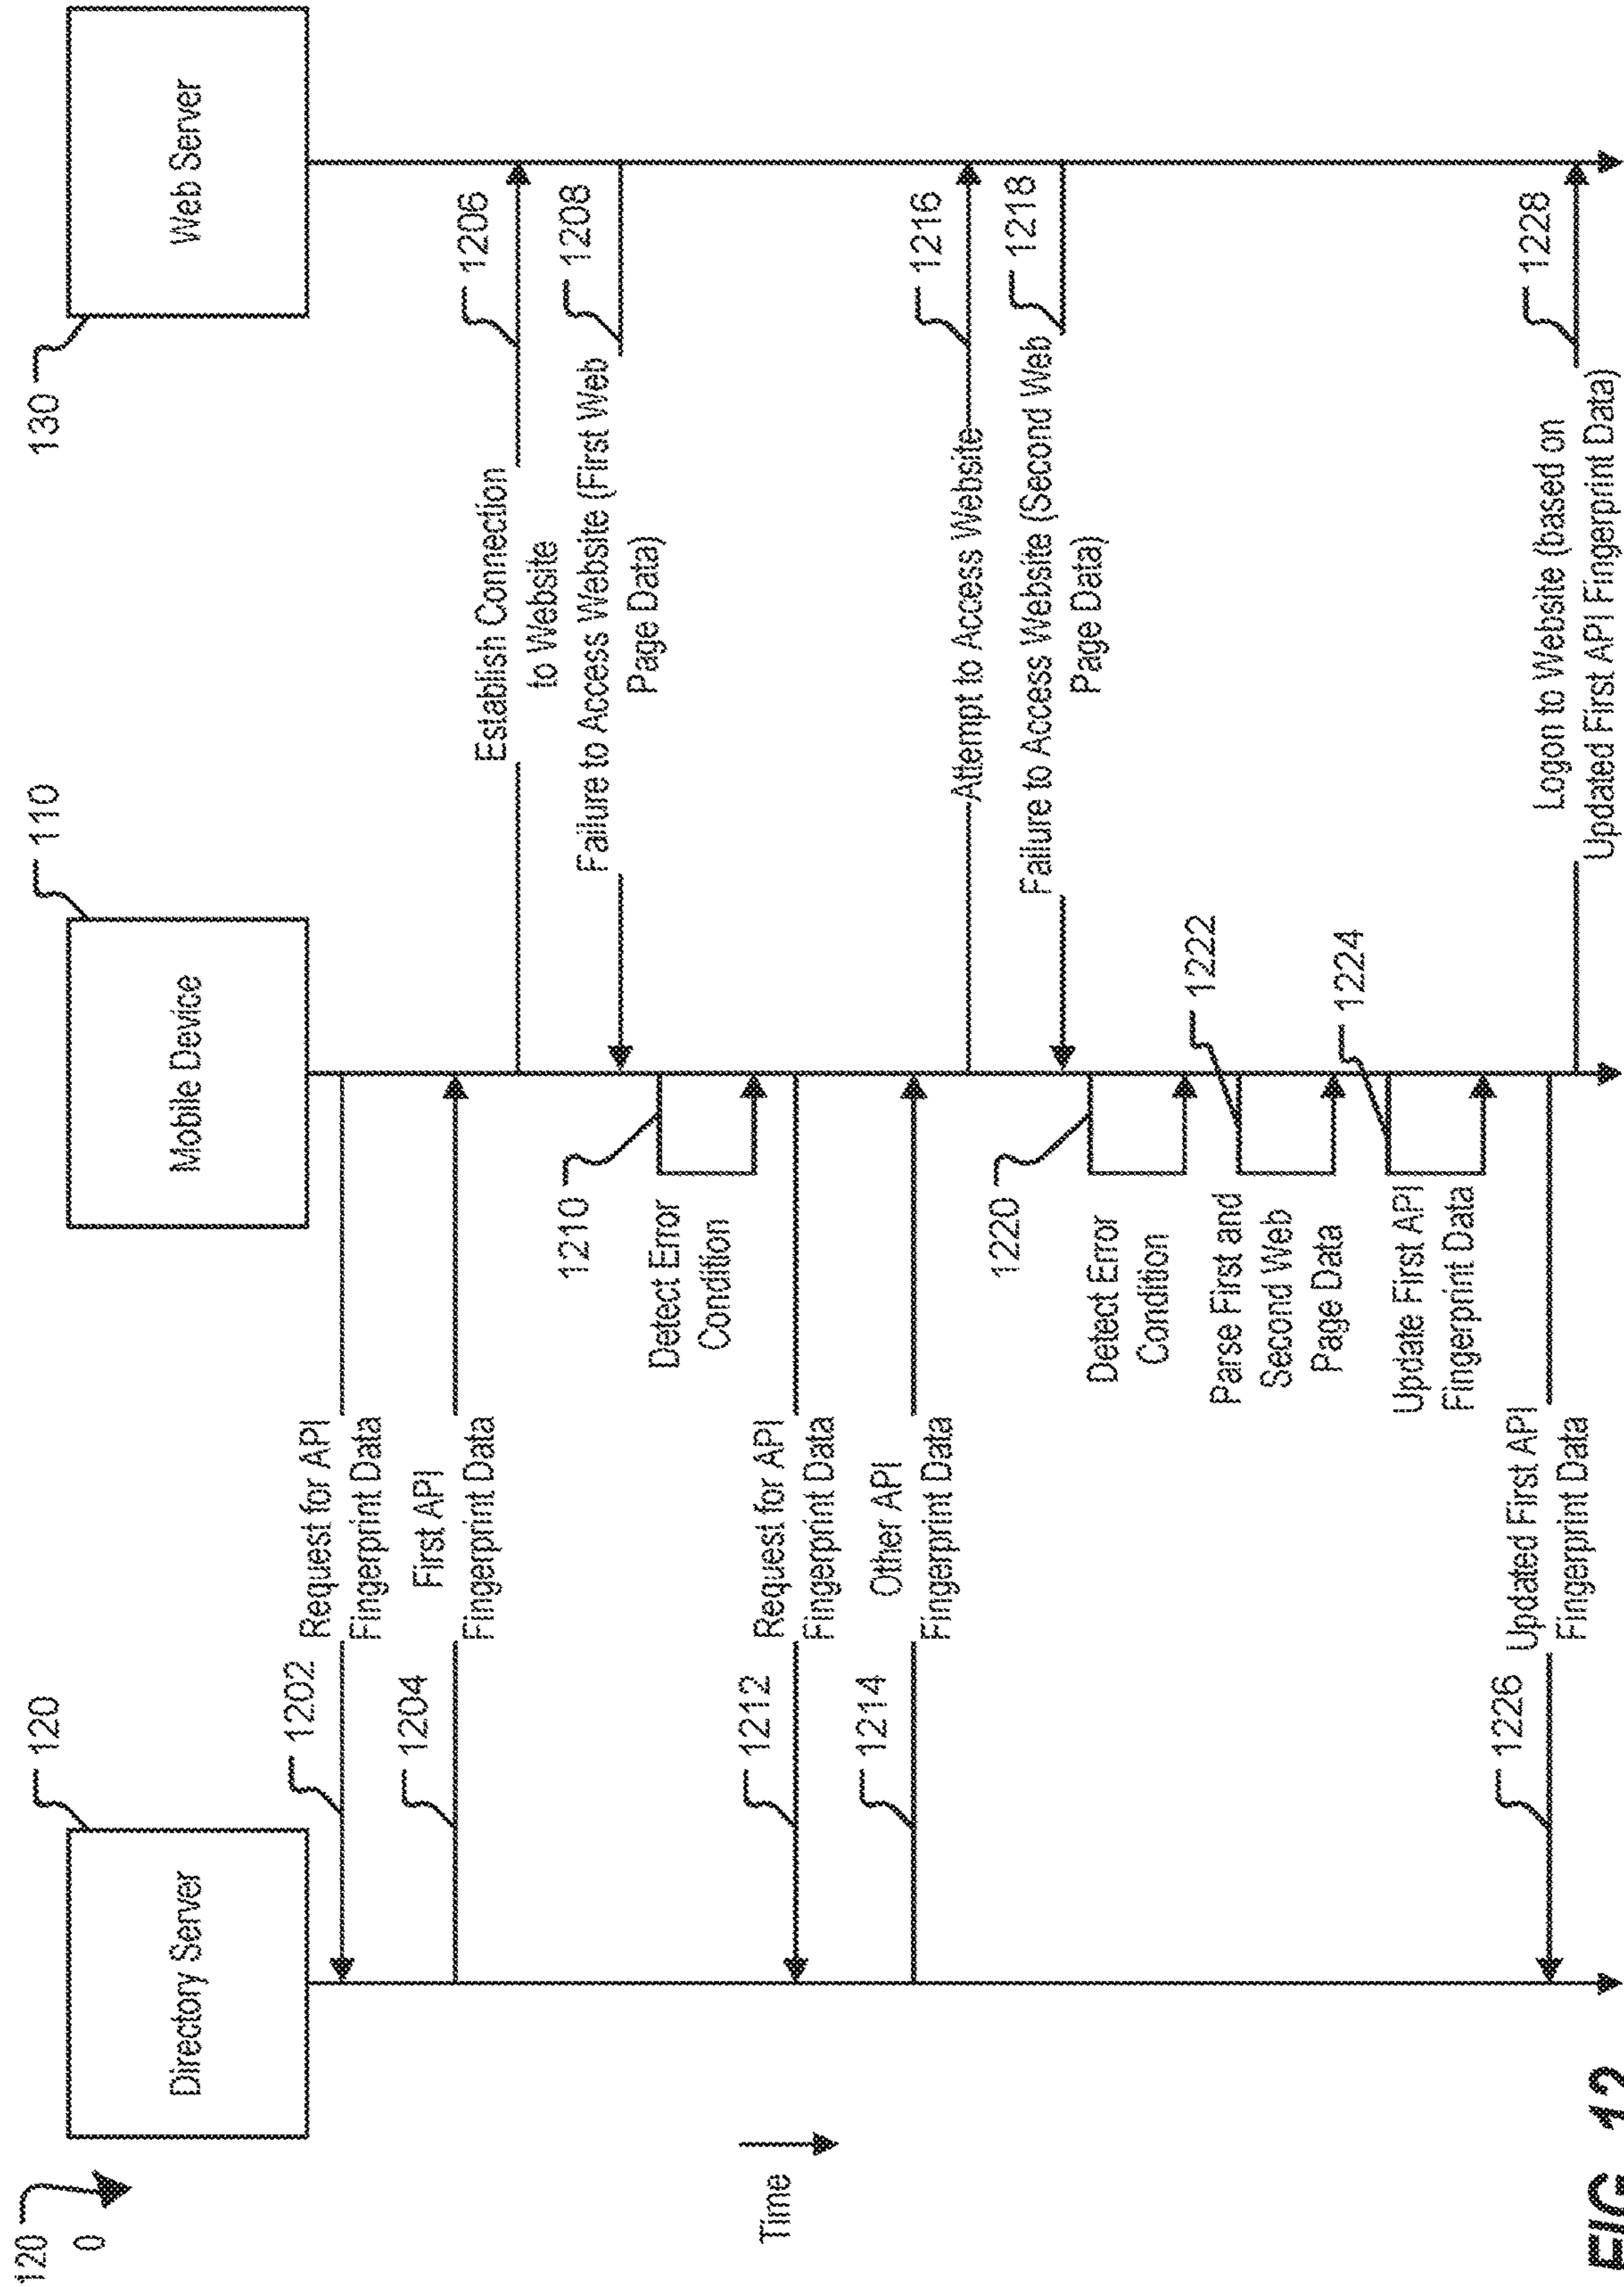 120
0
120
110
130
Directory Server
Mobile Device
Web Server
1202
Request for API
Fingerprint Data
1204
First API
Fingerprint Data
Establish Connection
to Website
1206
Failure to Access Website (First Web
Page Data)
1208
1210
Detect Error
Condition
Time
1212
Request for API
Fingerprint Data
1214
Other API
Fingerprint Data
Attempt to Access Website
1216
Failure to Access Website (Second Web
Page Data)
1218
1220
Detect Error
Condition
1222
Parse First and
Second Web
Page Data
1224
Update First API
Fingerprint Data
1226
Updated First API
Fingerprint Data
Logon to Website (based on
Updated First API Fingerprint Data)
1228
FIG. 12